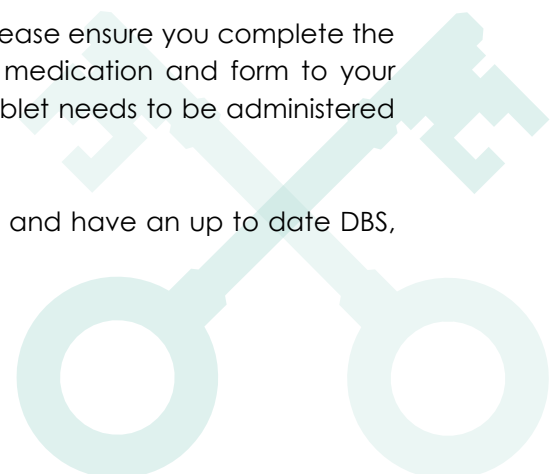 ease ensure you complete the
medication and form to your
blet needs to be administered
and have an up to date DBS,